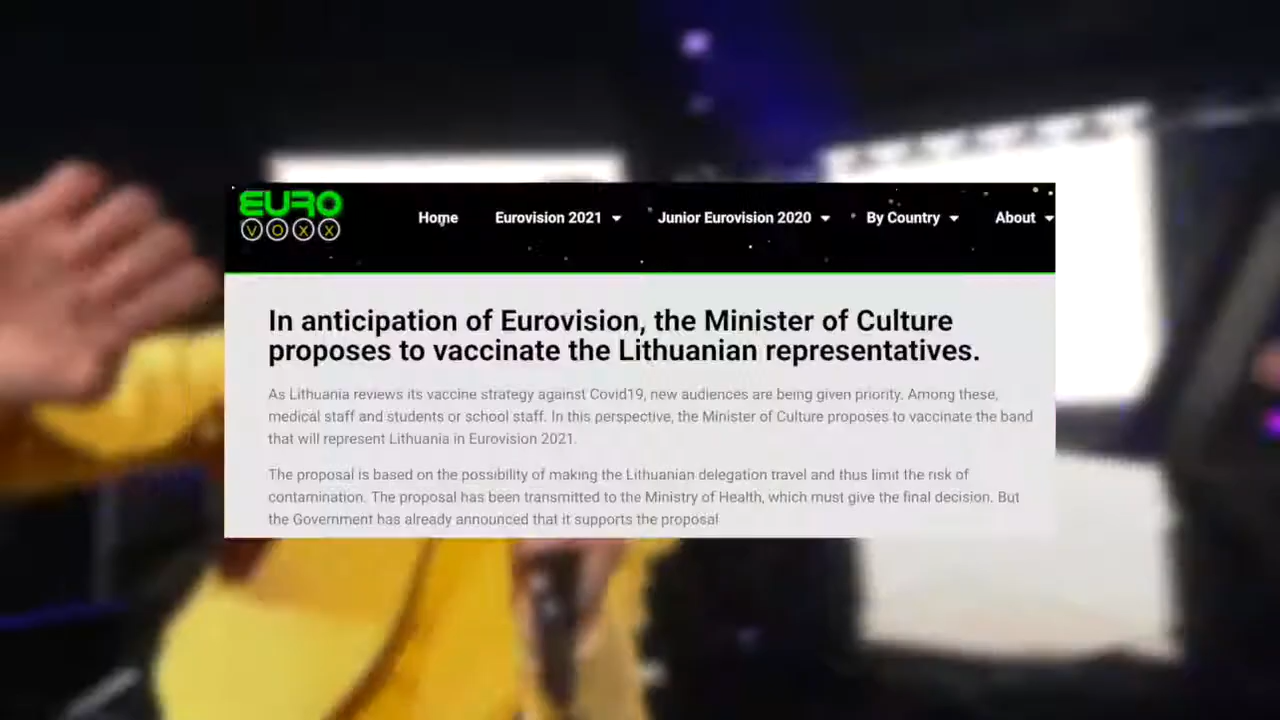 EURO
VOXX
Home Eurovision 2021 Junior Eurovision 2020 By Country About
In anticipation of Eurovision, the Minister of Culture
proposes to vaccinate the Lithuanian representatives.
As Lithuania reviews its vaccine strategy against Covid19, new audiences are being given priority. Among these,
medical staff and students or school staff. In this perspective, the Minister of Culture proposes to vaccinate the band
that will represent Lithuania in Eurovision 2021.
The proposal is based on the possibility of making the Lithuanian delegation travel and thus limit the risk of
contamination. The proposal has been transmitted to the Ministry of Health, which must give the final decision. But
the Government has already announced that it supports the proposal